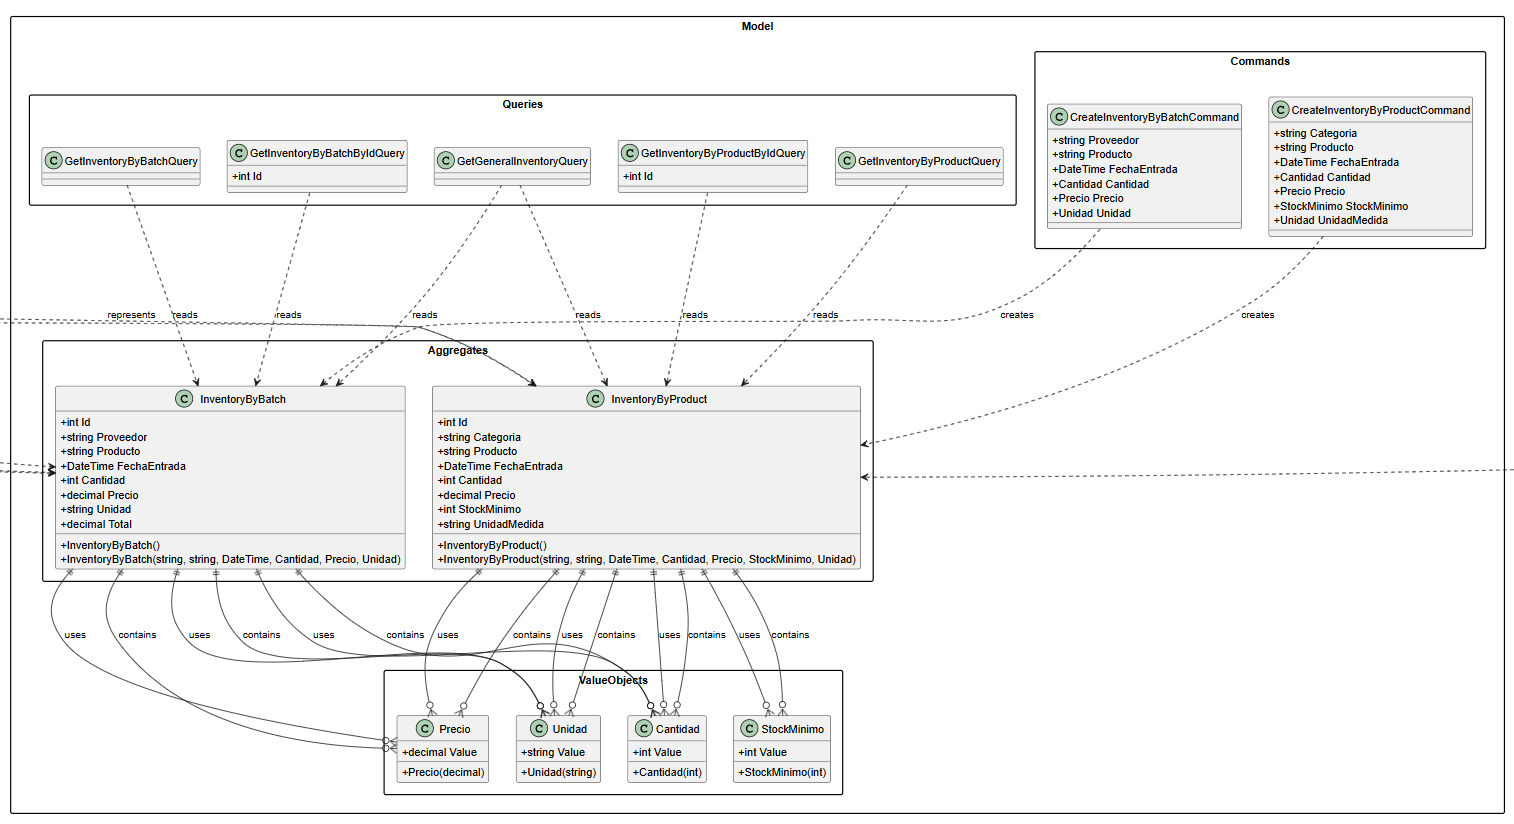 Model
Commands
Queries
C GetInventoryByBatchQuery
C GetInventoryByBatchByIdQuery
+int Id
C GetGeneralInventoryQuery
C GetInventoryByProductByIdQuery
+int Id
C GetInventoryByProductQuery
C CreateInventoryByBatchCommand
+string Proveedor
+string Producto
+DateTime FechaEntrada
+Cantidad Cantidad
+Precio Precio
+Unidad Unidad
C CreateInventoryByProductCommand
+string Categoria
+string Producto
+DateTime FechaEntrada
+Cantidad Cantidad
+Precio Precio
+StockMinimo StockMinimo
+Unidad UnidadMedida
represents
reads
reads
reads
reads
reads
reads
creates
creates
Aggregates
C InventoryByBatch
+int Id
+string Proveedor
+string Producto
+DateTime FechaEntrada
+int Cantidad
+decimal Precio
+string Unidad
+decimal Total
+InventoryByBatch()
+InventoryByBatch(string, string, DateTime, Cantidad, Precio, Unidad)
C InventoryByProduct
+int Id
+string Categoria
+string Producto
+DateTime FechaEntrada
+int Cantidad
+decimal Precio
+int StockMinimo
+string UnidadMedida
+InventoryByProduct()
+InventoryByProduct(string, string, DateTime, Cantidad, Precio, StockMinimo, Unidad)
uses
contains
uses
contains
uses
contains
uses
contains
uses
contains
uses
contains
uses
contains
ValueObjects
C Precio
+decimal Value
+Precio(decimal)
C Unidad
+string Value
+Unidad(string)
C Cantidad
+int Value
+Cantidad(int)
C StockMinimo
+int Value
+StockMinimo(int)